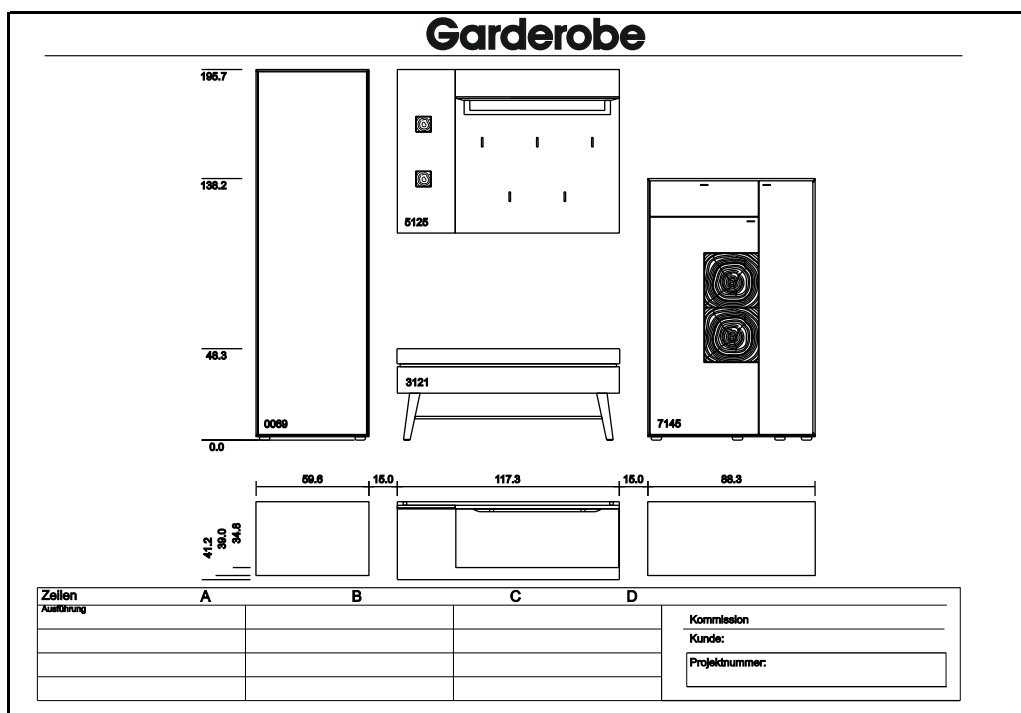 Garderobe
195.7
138.2
5125
48.3
3121
0069
7145
0.0
59.6 15.0 117.3 15.0 88.3
41.2 39.0 34.8
Zeilen A B C D
Ausführung
Kommission
Kunde:
Projektnummer: